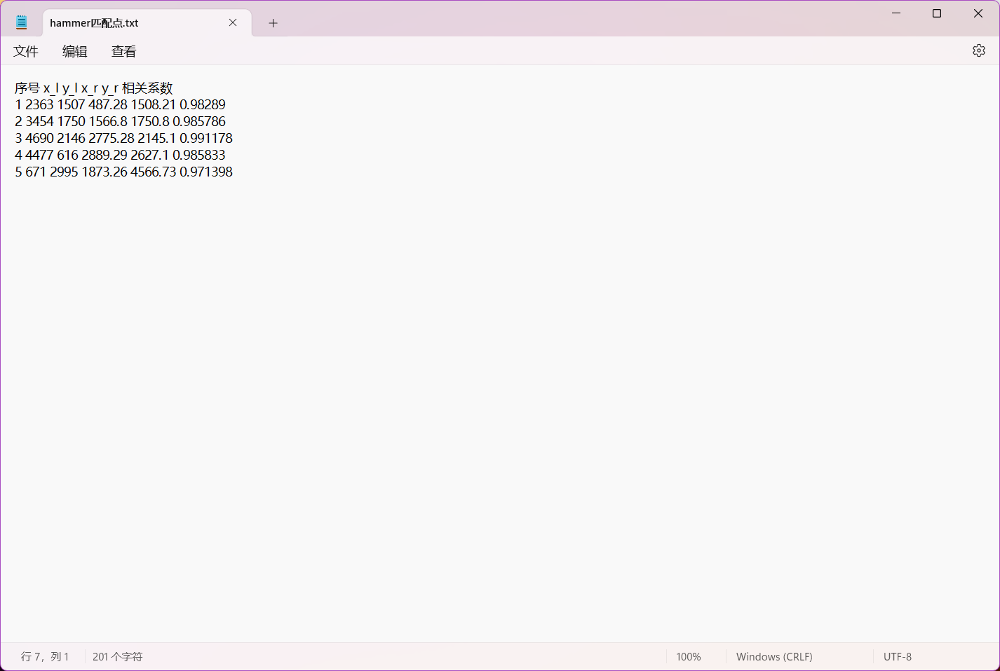 hammer匹配点.txt
文件 编辑 查看
序号 x_l y_l x_r y_r 相关系数
1 2363 1507 487.28 1508.21 0.98289
2 3454 1750 1566.8 1750.8 0.985786
3 4690 2146 2775.28 2145.1 0.991178
4 4477 616 2889.29 2627.1 0.985833
5 671 2995 1873.26 4566.73 0.971398
行 7，列 1 201 个字符 100% Windows (CRLF) UTF-8